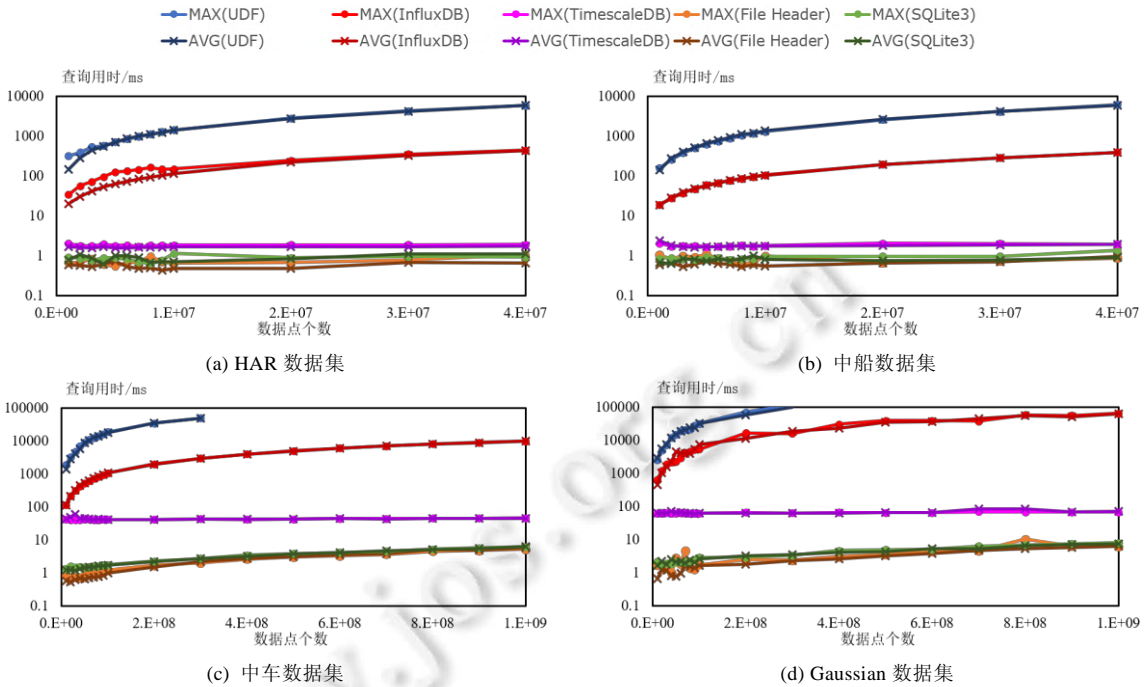 MAX(UDF) MAX(InfluxDB) MAX(TimescaleDB) MAX(File Header) MAX(SQLite3)
AVG(UDF) AVG(InfluxDB) AVG(TimescaleDB) AVG(File Header) AVG(SQLite3)
查询用时/ms
10000
1000
100
10
1
0.1
0.E+00 1.E+07 2.E+07 3.E+07 4.E+07
数据点个数
(a) HAR 数据集
查询用时/ms
10000
1000
100
10
1
0.1
0.E+00 1.E+07 2.E+07 3.E+07 4.E+07
数据点个数
(b) 中船数据集
查询用时/ms
100000
10000
1000
100
10
1
0.1
0.E+00 2.E+08 4.E+08 6.E+08 8.E+08 1.E+09
数据点个数
(c) 中车数据集
查询用时/ms
100000
10000
1000
100
10
1
0.1
0.E+00 2.E+08 4.E+08 6.E+08 8.E+08 1.E+09
数据点个数
(d) Gaussian 数据集
.jos.org.cn